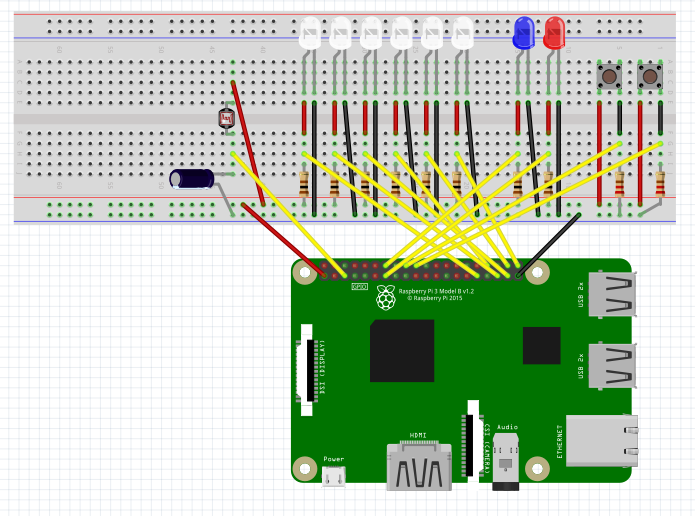 GPIO
Raspberry Pi 3 Model B v1.2
© Raspberry Pi 2015
USB 2x
DSI (DISPLAY)
USB 2x
HDMI
Audio
CSI (CAMERA)
ETHERNET
Power